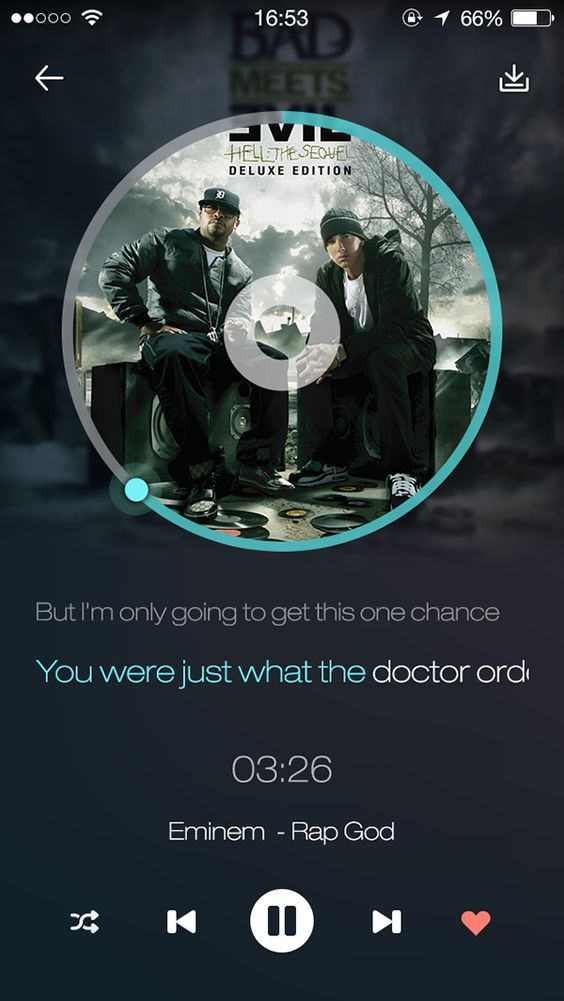 16:53
66%
BAD
MEETS
EVIL
HELL: THE SEQUEL
DELUXE EDITION
But I'm only going to get this one chance
You were just what the doctor ord
03:26
Eminem - Rap God